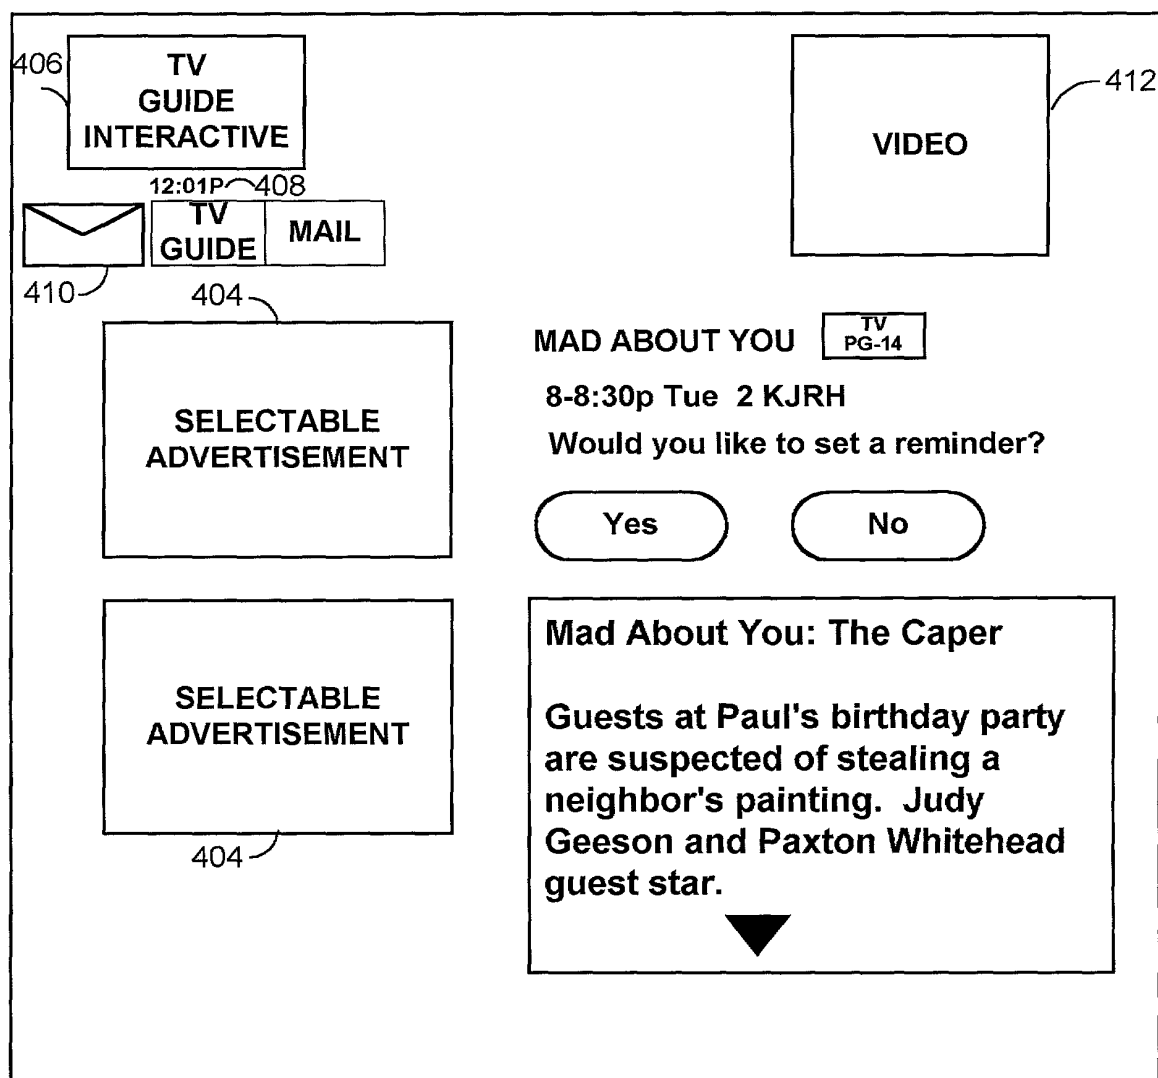 406
TV
GUIDE
INTERACTIVE
412
VIDEO
12:01P
408
TV
GUIDE
MAIL
410
404
SELECTABLE
ADVERTISEMENT
MAD ABOUT YOU
TV
PG-14
8-8:30p Tue 2 KJRH
Would you like to set a reminder?
Yes
No
SELECTABLE
ADVERTISEMENT
404
Mad About You: The Caper
Guests at Paul's birthday party
are suspected of stealing a
neighbor's painting. Judy
Geeson and Paxton Whitehead
guest star.